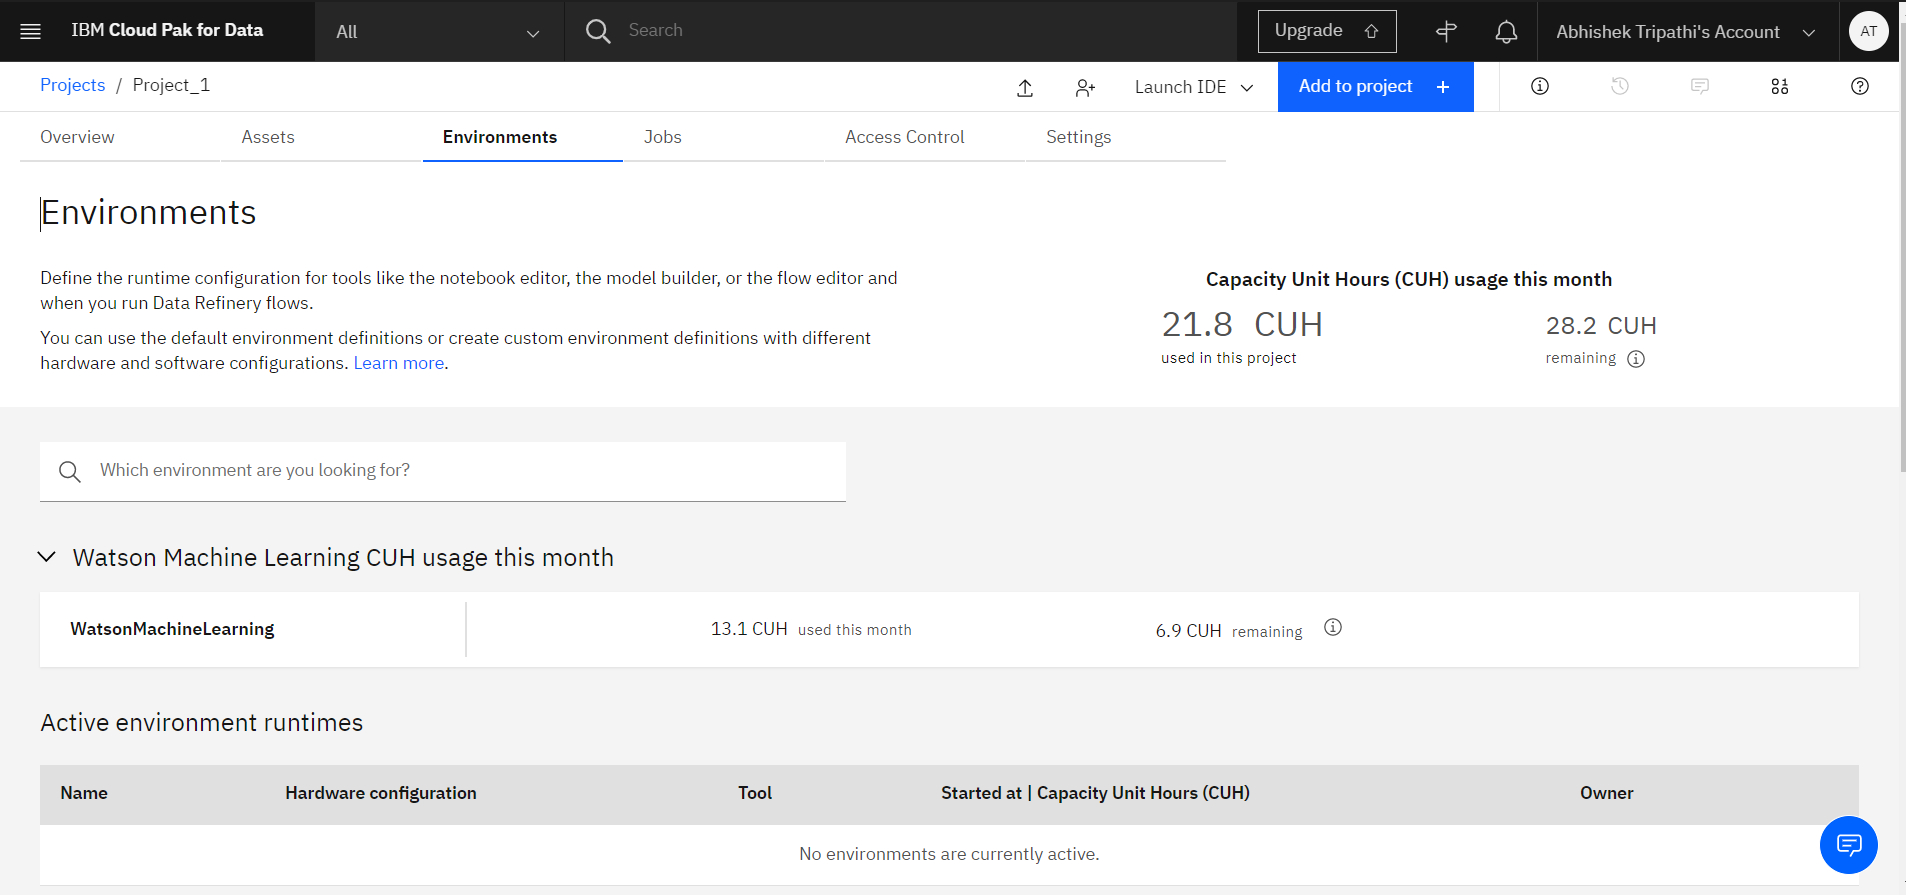 IBM Cloud Pak for Data
All
Search
Upgrade
Abhishek Tripathi's Account
AT
Projects / Project_1
Launch IDE
Add to project +
Overview
Assets
Environments
Jobs
Access Control
Settings
Environments
Define the runtime configuration for tools like the notebook editor, the model builder, or the flow editor and
when you run Data Refinery flows.
You can use the default environment definitions or create custom environment definitions with different
hardware and software configurations. Learn more.
Capacity Unit Hours (CUH) usage this month
21.8 CUH
used in this project
28.2 CUH
remaining
Which environment are you looking for?
Watson Machine Learning CUH usage this month
WatsonMachineLearning
13.1 CUH used this month
6.9 CUH remaining
Active environment runtimes
Name
Hardware configuration
Tool
Started at | Capacity Unit Hours (CUH)
Owner
No environments are currently active.